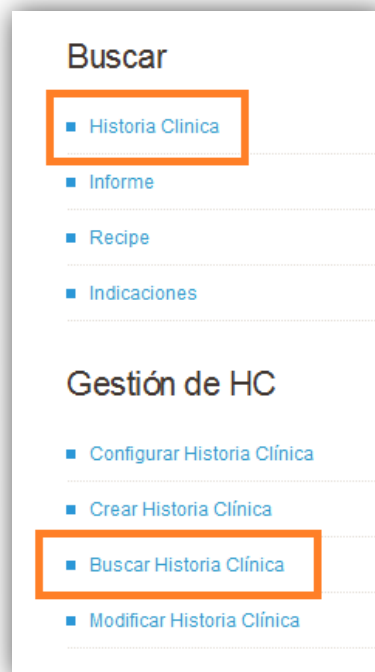 Buscar
Historia Clinica
Informe
Recipe
Indicaciones
Gestión de HC
Configurar Historia Clínica
Crear Historia Clínica
Buscar Historia Clínica
Modificar Historia Clínica